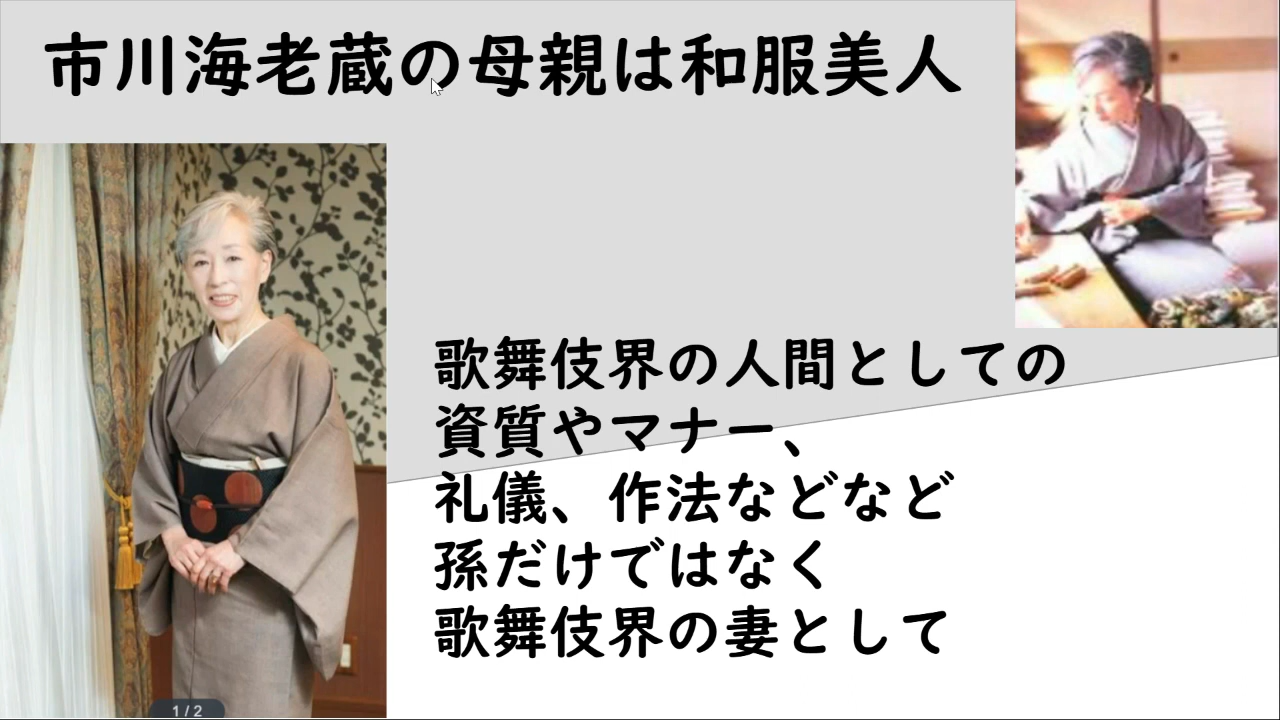 市川海老蔵の母親は和服美人
歌舞伎界の人間としての
資質やマナー、
礼儀、作法などなど
孫だけではなく
歌舞伎界の妻として
1 / 2